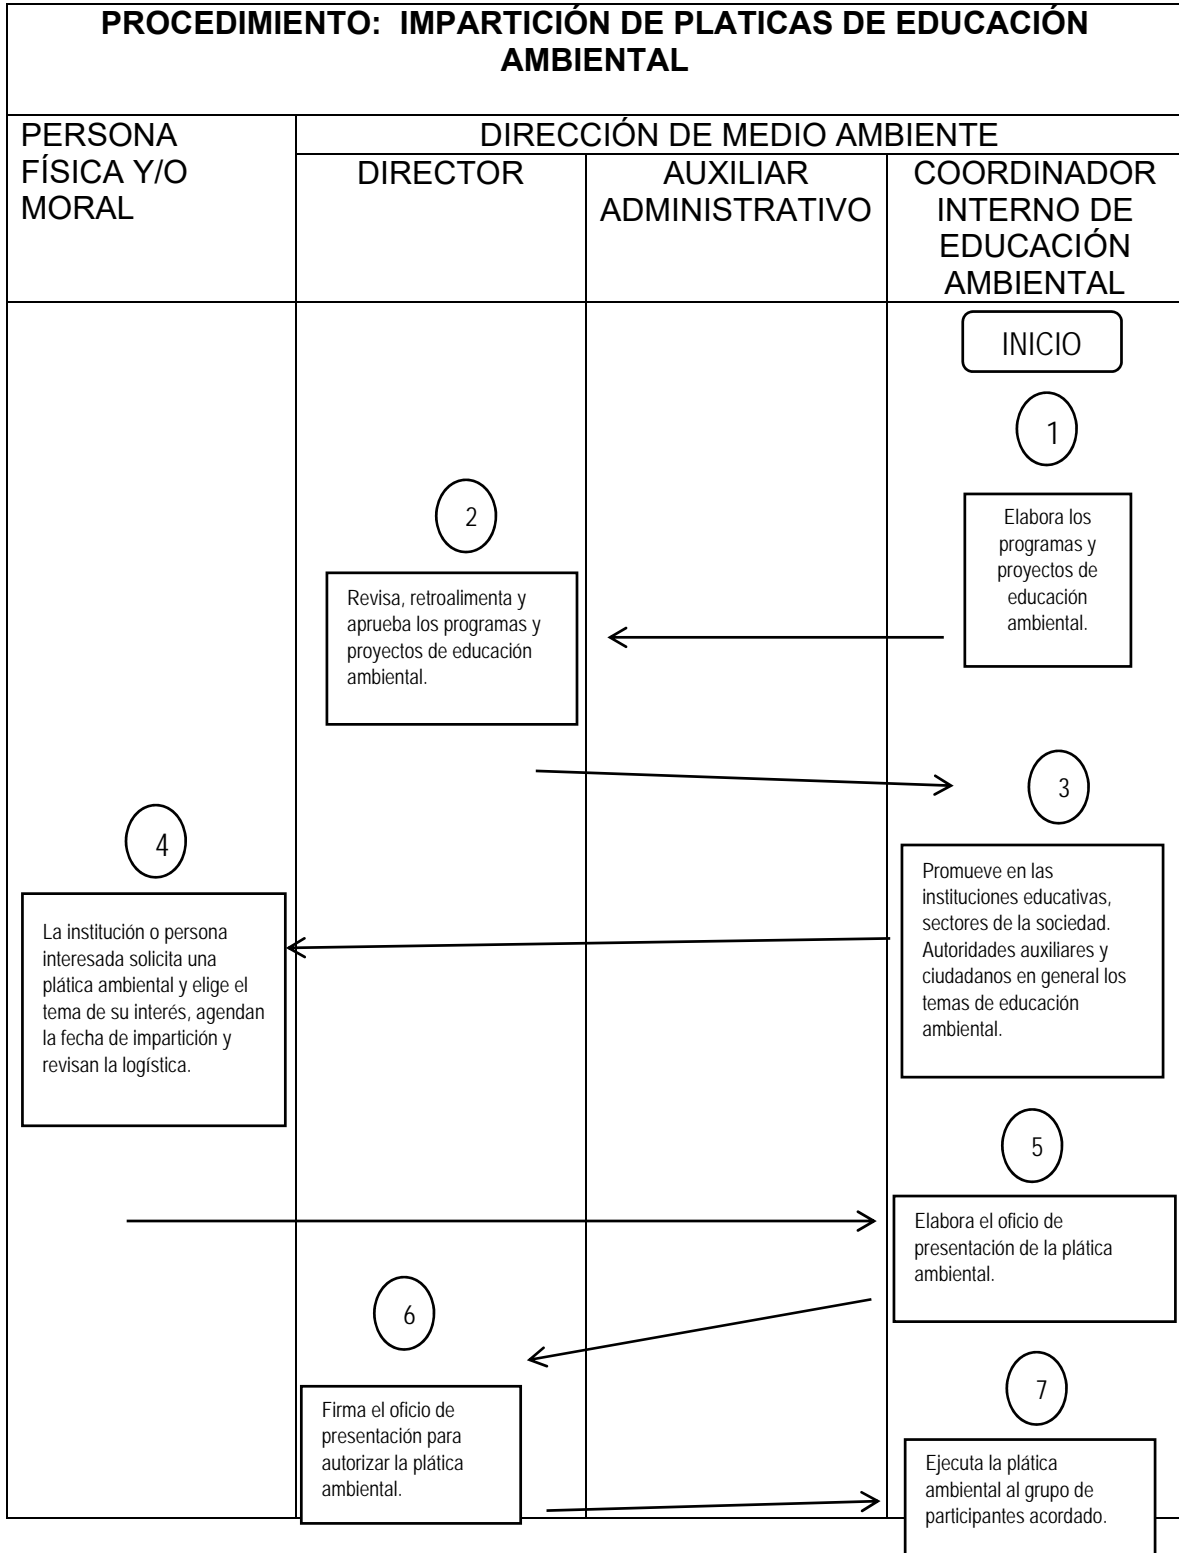 PROCEDIMIENTO: IMPARTICIÓN DE PLATICAS DE EDUCACIÓN
AMBIENTAL
PERSONA
FÍSICA Y/O
MORAL
DIRECCIÓN DE MEDIO AMBIENTE
DIRECTOR
AUXILIAR
ADMINISTRATIVO
COORDINADOR
INTERNO DE
EDUCACIÓN
AMBIENTAL
INICIO
1
Elabora los
programas y
proyectos de
educación
ambiental.
2
Revisa, retroalimenta y
aprueba los programas y
proyectos de educación
ambiental.
3
Promueve en las
instituciones educativas,
sectores de la sociedad.
Autoridades auxiliares y
ciudadanos en general los
temas de educación
ambiental.
4
La institución o persona
interesada solicita una
plática ambiental y elige el
tema de su interés, agendan
la fecha de impartición y
revisan la logística.
5
Elabora el oficio de
presentación de la plática
ambiental.
6
Firma el oficio de
presentación para
autorizar la plática
ambiental.
7
Ejecuta la plática
ambiental al grupo de
participantes acordado.